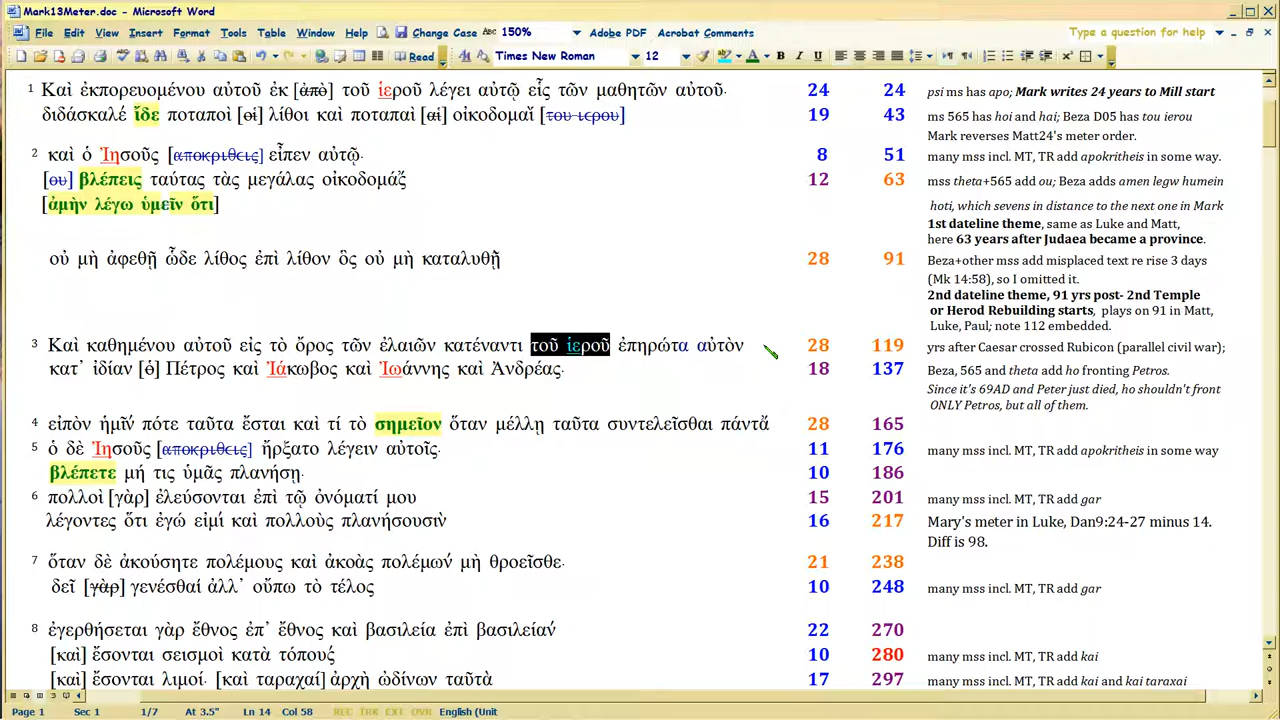 Mark13Meter.doc - Microsoft Word
File Edit View Insert Format Tools Table Window Help Change Case 150% Adobe PDF Acrobat Comments Type a question for help
Read Times New Roman 12 A B I U
1 Καὶ ἐκπορευομένου αὐτοῦ ἐκ [ἀπὸ] τοῦ ἱεροῦ λέγει αὐτῷ εἷς τῶν μαθητῶν αὐτοῦ· 24 24 psi ms has apo; Mark writes 24 years to Mill start
διδάσκαλέ ἴδε ποταποὶ [οἱ] λίθοι καὶ ποταπαὶ [αἱ] οἰκοδομαί̈ [του ιερου] 19 43 ms 565 has hoi and hai; Beza D05 has tou ierou
Mark reverses Matt24's meter order.
2 καὶ ὁ Ἰησοῦς [αποκριθεις] εἶπεν αὐτῷ· 8 51 many mss incl. MT, TR add apokritheis in some way.
[ου] βλέπεις ταύτας τὰς μεγάλας οἰκοδομάς̈ 12 63 mss theta+565 add ou; Beza adds amen legw humein
[ἀμὴν λέγω ὑμεῖν ὅτι] hoti, which sevens in distance to the next one in Mark
1st dateline theme, same as Luke and Matt,
here 63 years after Judaea became a province.
οὐ μὴ ἀφεθῇ ὧδε λίθος ἐπὶ λίθον ὃς οὐ μὴ καταλυθῇ̈ 28 91 Beza+other mss add misplaced text re rise 3 days
(Mk 14:58), so I omitted it.
2nd dateline theme, 91 yrs post- 2nd Temple
or Herod Rebuilding starts, plays on 91 in Matt,
Luke, Paul; note 112 embedded.
3 Καὶ καθημένου αὐτοῦ εἰς τὸ ὄρος τῶν ἐλαιῶν κατέναντι τοῦ ἱεροῦ ἐπηρώτα αὐτὸν 28 119 yrs after Caesar crossed Rubicon (parallel civil war);
κατ᾽ ἰδίαν [ὁ] Πέτρος καὶ Ἰάκωβος καὶ Ἰωάννης καὶ Ἀνδρέας· 18 137 Beza, 565 and theta add ho fronting Petros.
Since it's 69AD and Peter just died, he shouldn't front
ONLY Petros, but all of them.
4 εἰπὸν ἡμῖν̈ πότε ταῦτα ἔσται καὶ τί τὸ σημεῖον ὅταν μέλλῃ ταῦτα συντελεῖσθαι πάντα̈ 28 165
5 ὁ δὲ Ἰησοῦς [αποκριθεις] ἤρξατο λέγειν αὐτοῖς· 11 176 many mss incl. MT, TR add apokritheis in some way
βλέπετε μή τις ὑμᾶς πλανήσῃ· 10 186
6 πολλοὶ [γὰρ] ἐλεύσονται ἐπὶ τῷ ὀνόματί μου 15 201 many mss incl. MT, TR add gar
λέγοντες ὅτι ἐγώ εἰμί καὶ πολλοὺς πλανήσουσιν 16 217 Mary's meter in Luke, Dan9:24-27 minus 14.
Diff is 98.
7 ὅταν δὲ ἀκούσητε πολέμους καὶ ἀκοὰς πολέμων μὴ θροεῖσθε· 21 238
δεῖ [γὰρ] γενέσθαί ἀλλ᾽ οὔπω τὸ τέλος 10 248 many mss incl. MT, TR add gar
8 ἐγερθήσεται γὰρ ἔθνος ἐπ᾽ ἔθνος καὶ βασιλεία ἐπὶ βασιλείαν 22 270
[καὶ] ἔσονται σεισμοὶ κατὰ τόπους 10 280 many mss incl. MT, TR add kai
[καὶ] ἔσονται λιμοί. [καὶ ταραχαί] ἀρχὴ ὠδίνων ταῦτὰ 17 297 many mss incl. MT, TR add kai and kai taraxai
Page 1 Sec 1 1/7 At 3.5" Ln 14 Col 58 REC TRK EXT OVR English (Unit